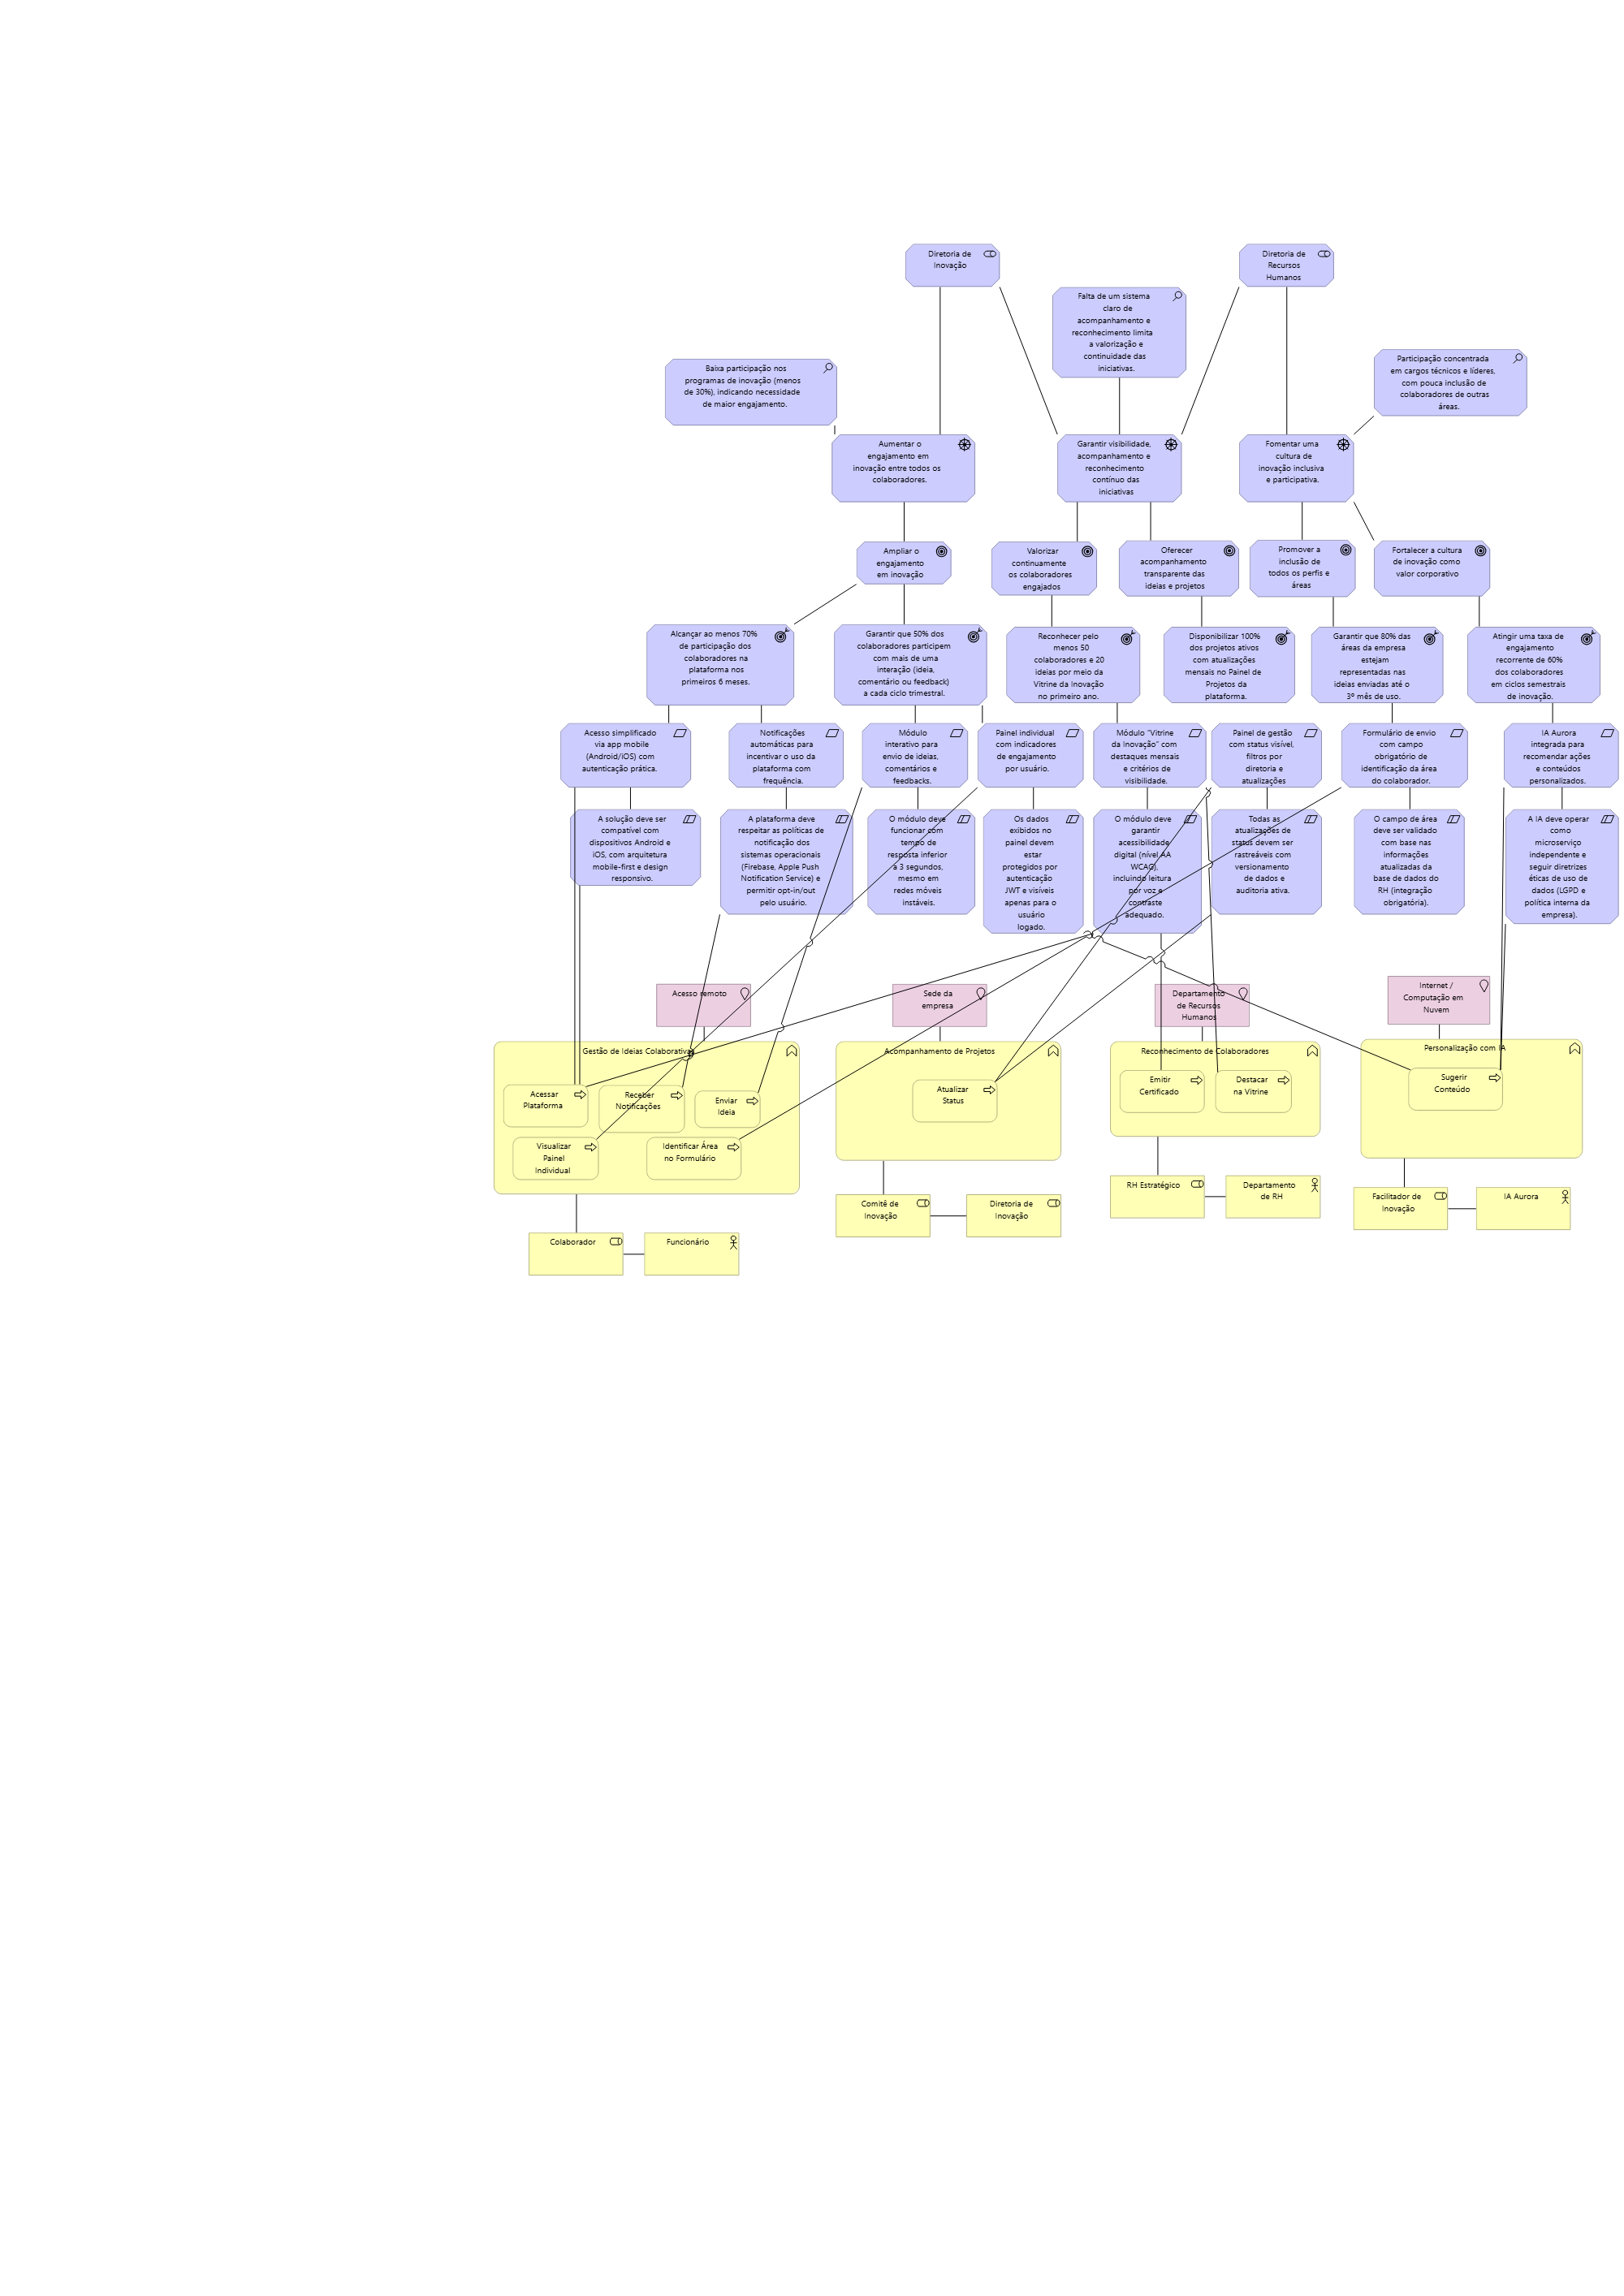 Diretoria de
Inovação
Diretoria de
Recursos
Humanos
Falta de um sistema
claro de
acompanhamento e
reconhecimento limita
a valorização e
continuidade das
iniciativas.
Baixa participação nos
programas de inovação (menos
de 30%), indicando necessidade
de maior engajamento.
Participação concentrada
em cargos técnicos e líderes,
com pouca inclusão de
colaboradores de outras
áreas.
Aumentar o
engajamento em
inovação entre todos os
colaboradores.
Garantir visibilidade,
acompanhamento e
reconhecimento
contínuo das
iniciativas
Fomentar uma
cultura de
inovação inclusiva
e participativa.
Ampliar o
engajamento
em inovação
Valorizar
continuamente
os colaboradores
engajados
Oferecer
acompanhamento
transparente das
ideias e projetos
Promover a
inclusão de
todos os perfis e
áreas
Fortalecer a cultura
de inovação como
valor corporativo
Alcançar ao menos 70%
de participação dos
colaboradores na
plataforma nos
primeiros 6 meses.
Garantir que 50% dos
colaboradores participem
com mais de uma
interação (ideia,
comentário ou feedback)
a cada ciclo trimestral.
Reconhecer pelo
menos 50
colaboradores e 20
ideias por meio da
Vitrine da Inovação
no primeiro ano.
Disponibilizar 100%
dos projetos ativos
com atualizações
mensais no Painel de
Projetos da
plataforma.
Garantir que 80% das
áreas da empresa
estejam
representadas nas
ideias enviadas até o
3º mês de uso.
Atingir uma taxa de
engajamento
recorrente de 60%
dos colaboradores
em ciclos semestrais
de inovação.
Acesso simplificado
via app mobile
(Android/iOS) com
autenticação prática.
Notificações
automáticas para
incentivar o uso da
plataforma com
frequência.
Módulo
interativo para
envio de ideias,
comentários e
feedbacks.
Painel individual
com indicadores
de engajamento
por usuário.
Módulo "Vitrine
da Inovação" com
destaques mensais
e critérios de
visibilidade.
Painel de gestão
com status visível,
filtros por
diretoria e
atualizações
Formulário de envio
com campo
obrigatório de
identificação da área
do colaborador.
IA Aurora
integrada para
recomendar ações
e conteúdos
personalizados.
A solução deve ser
compatível com
dispositivos Android e
iOS, com arquitetura
mobile-first e design
responsivo.
A plataforma deve
respeitar as políticas de
notificação dos
sistemas operacionais
(Firebase, Apple Push
Notification Service) e
permitir opt-in/out
pelo usuário.
O módulo deve
funcionar com
tempo de
resposta inferior
a 3 segundos,
mesmo em
redes móveis
instáveis.
Os dados
exibidos no
painel devem
estar
protegidos por
autenticação
JWT e visíveis
apenas para o
usuário
logado.
O módulo deve
garantir
acessibilidade
digital (nível AA
WCAG),
incluindo leitura
por voz e
contraste
adequado.
Todas as
atualizações de
status devem ser
rastreáveis com
versionamento
de dados e
auditoria ativa.
O campo de área
deve ser validado
com base nas
informações
atualizadas da
base de dados do
RH (integração
obrigatória).
A IA deve operar
como
microserviço
independente e
seguir diretrizes
éticas de uso de
dados (LGPD e
política interna da
empresa).
Acesso remoto
Sede da
empresa
Departamento
de Recursos
Humanos
Internet /
Computação em
Nuvem
Gestão de Ideias Colaborativas
Acessar
Plataforma
Receber
Notificações
Enviar
Ideia
Visualizar
Painel
Individual
Identificar Área
no Formulário
Acompanhamento de Projetos
Atualizar
Status
Reconhecimento de Colaboradores
Emitir
Certificado
Destacar
na Vitrine
Personalização com IA
Sugerir
Conteúdo
Colaborador
Funcionário
Comitê de
Inovação
Diretoria de
Inovação
RH Estratégico
Departamento
de RH
Facilitador de
Inovação
IA Aurora